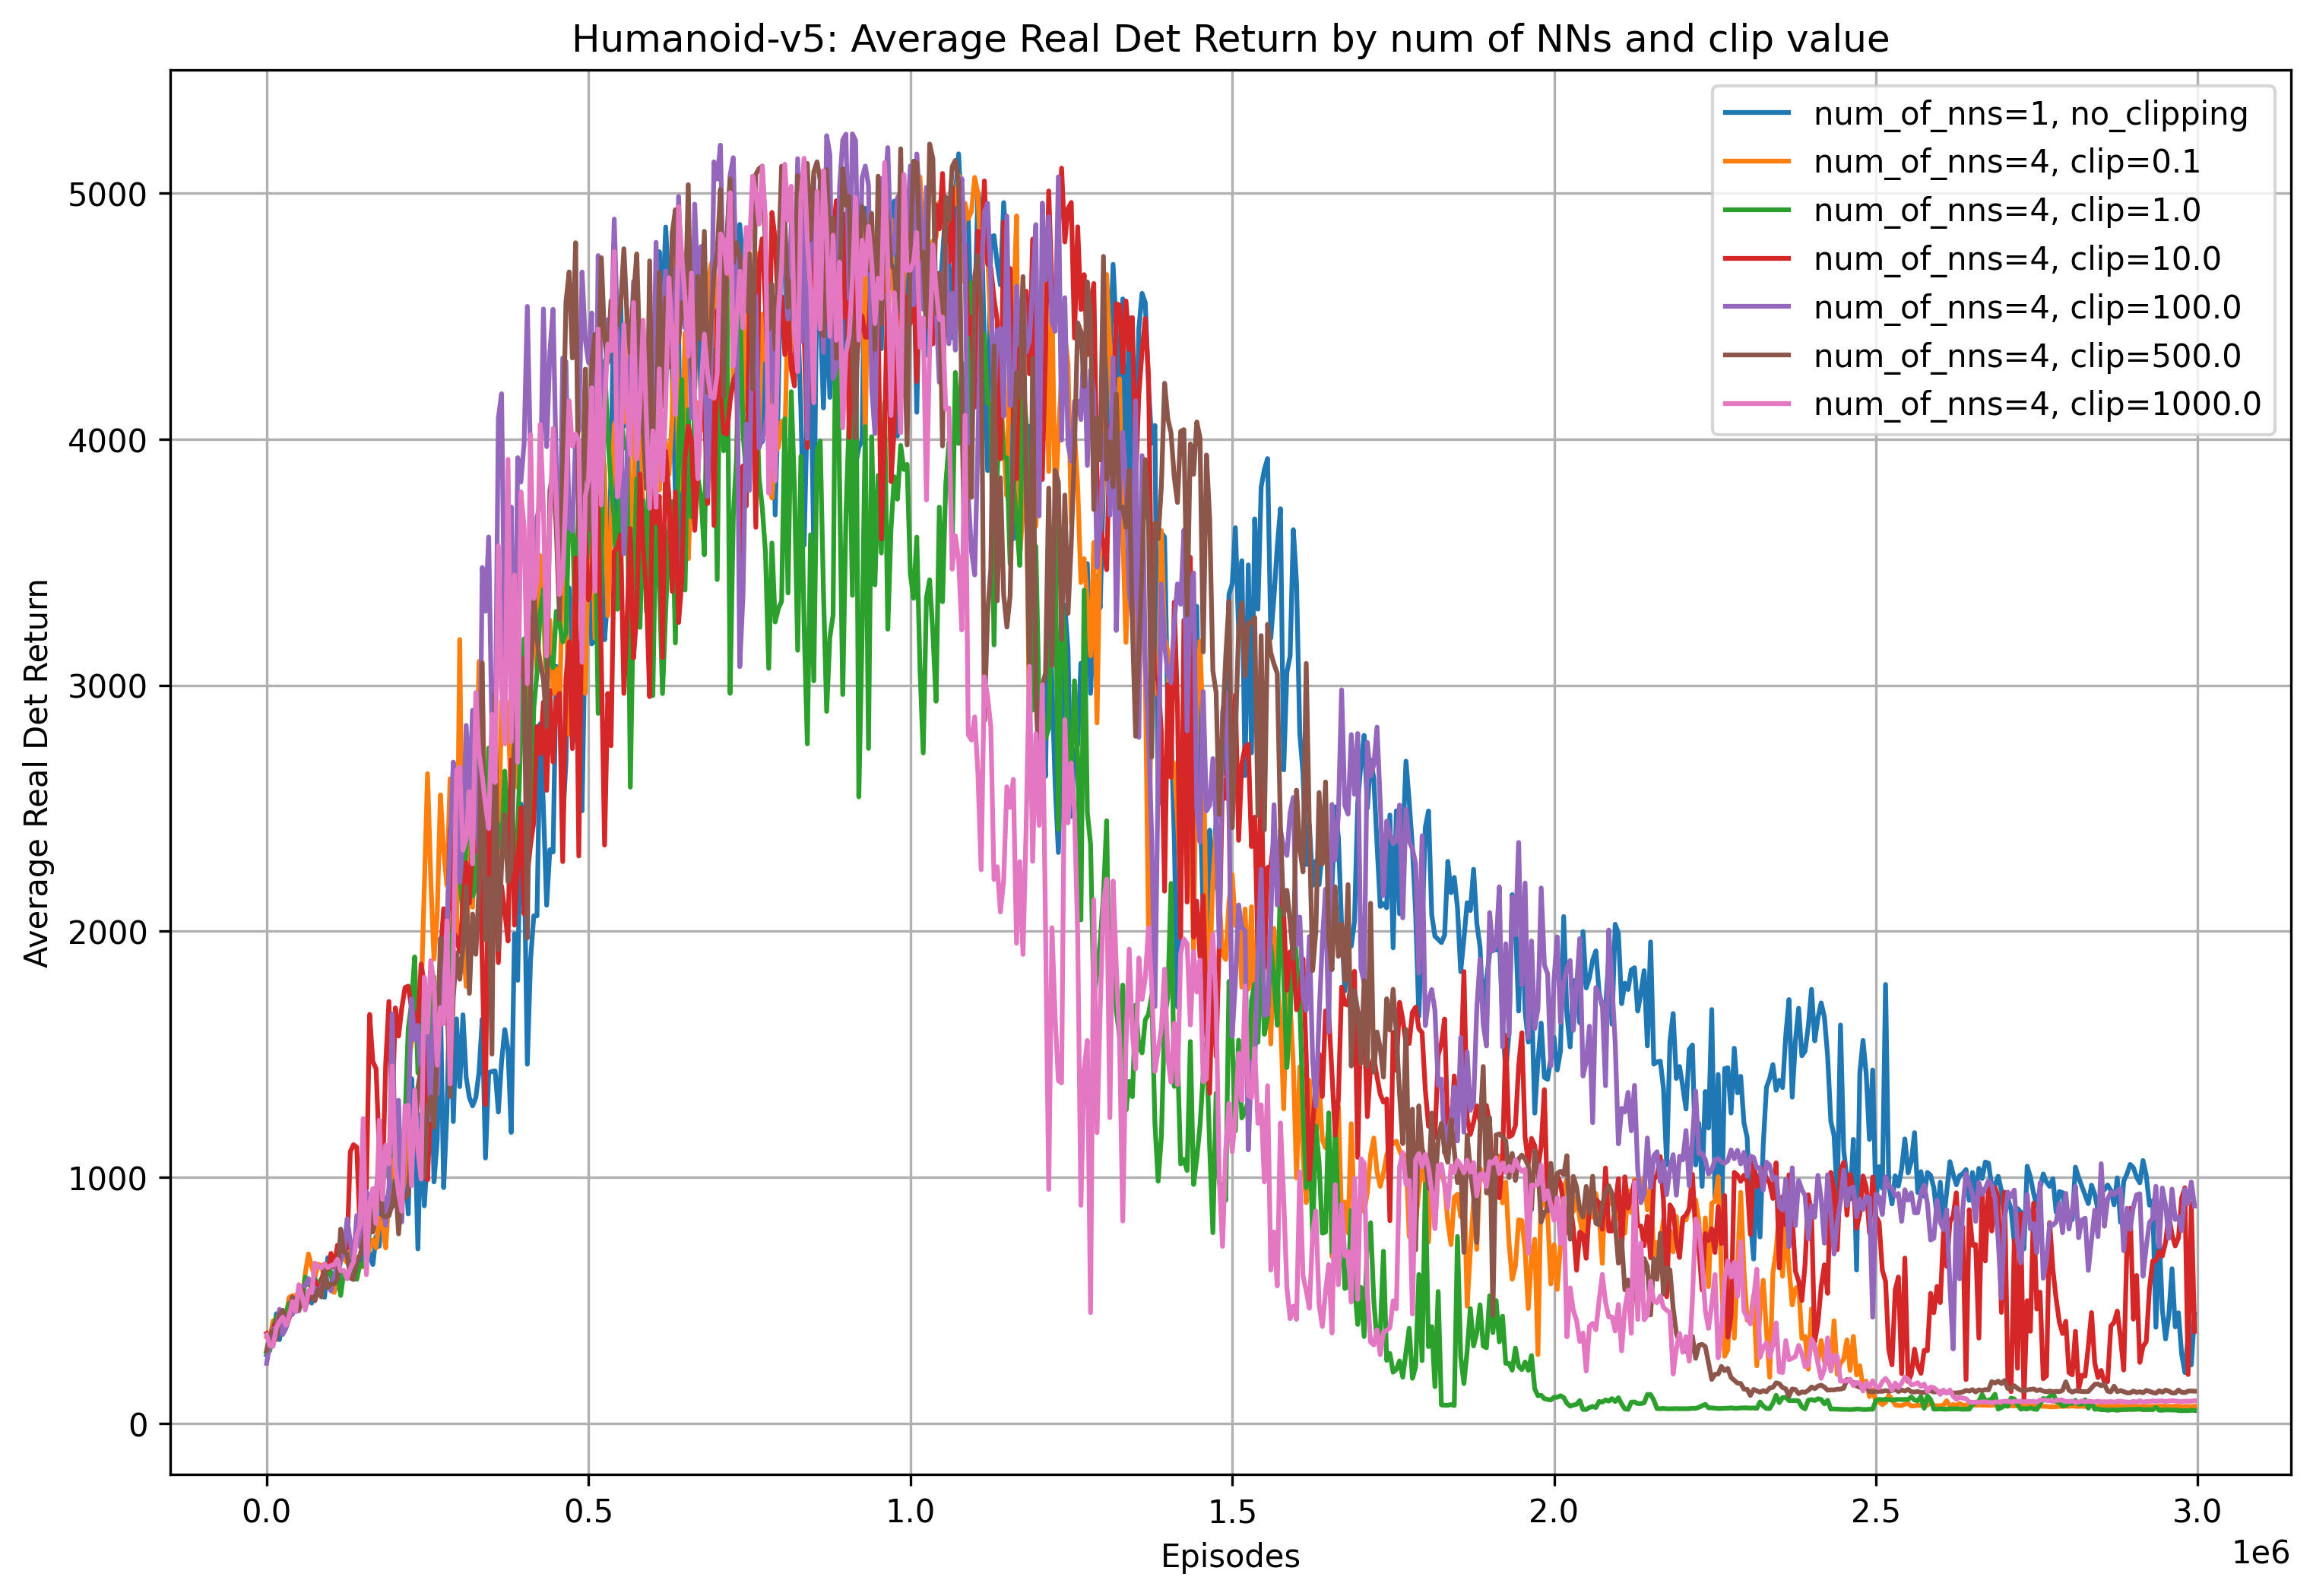 Humanoid-v5: Average Real Det Return by num of NNs and clip value
Average Real Det Return
5000
4000
3000
2000
1000
0
num_of_nns=1, no_clipping
num_of_nns=4, clip=0.1
num_of_nns=4, clip=1.0
num_of_nns=4, clip=10.0
num_of_nns=4, clip=100.0
num_of_nns=4, clip=500.0
num_of_nns=4, clip=1000.0
0.0 0.5 1.0 1.5 2.0 2.5 3.0
1e6
Episodes